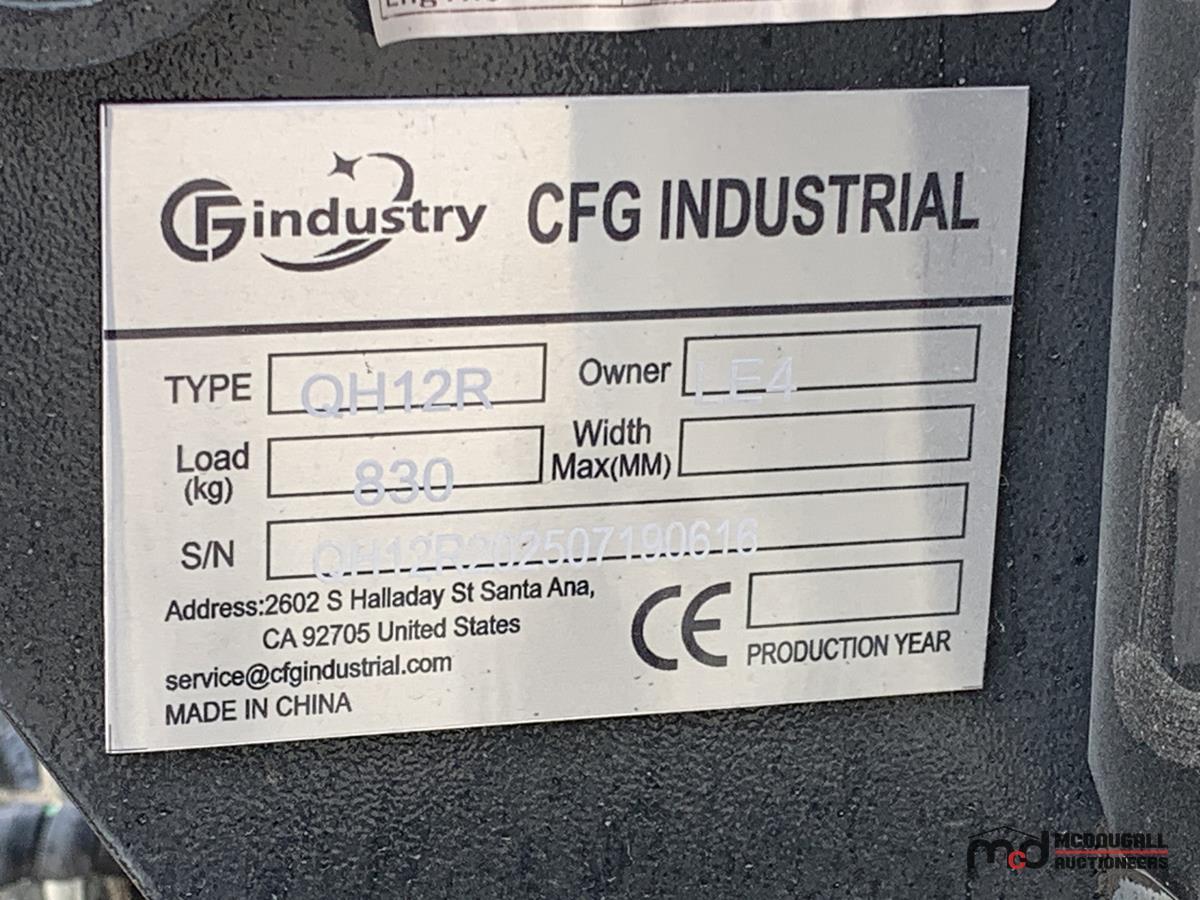 CFGindustry CFG INDUSTRIAL
TYPE QH12R Owner LE4
Load (kg) 830 Width Max(MM)
S/N QH12R202507190616
Address:2602 S Halladay St Santa Ana,
CA 92705 United States
service@cfgindustrial.com
MADE IN CHINA
CE PRODUCTION YEAR
mcd MCDOUGALL
AUCTIONEERS